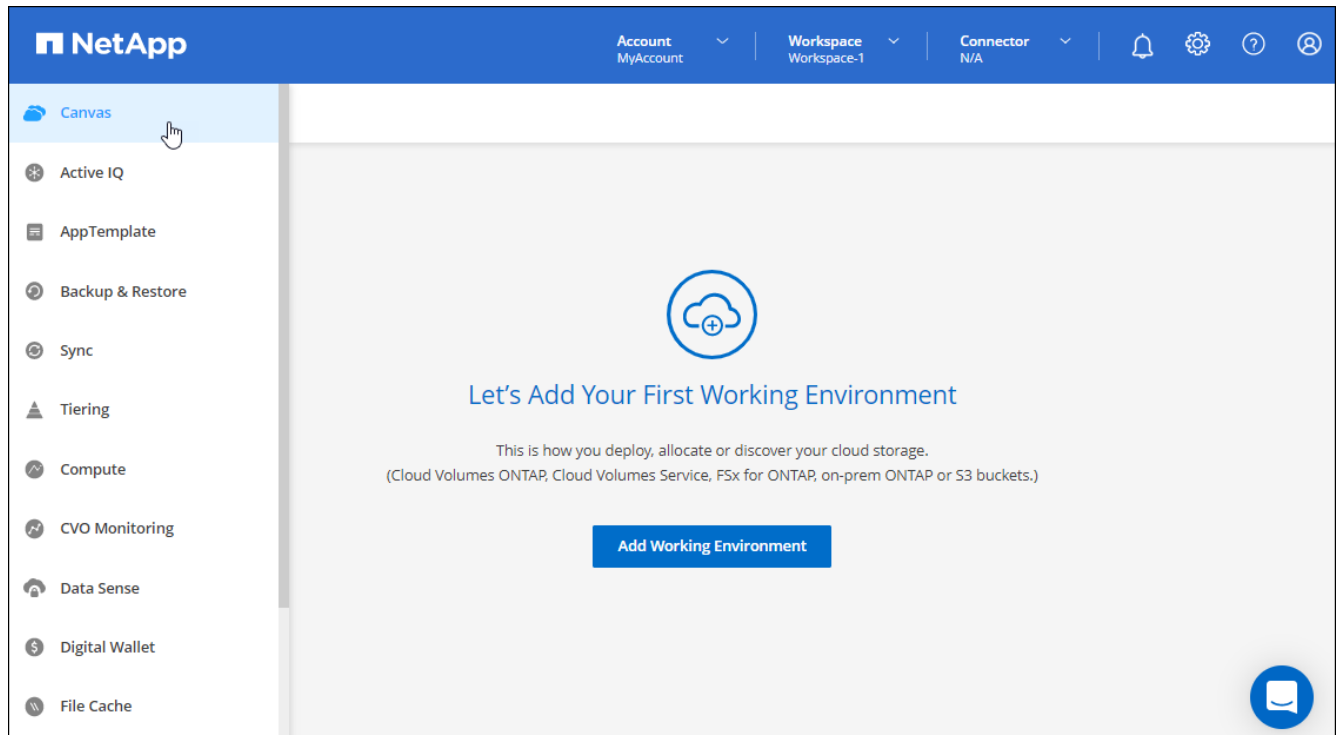 NetApp
Account
MyAccount
Workspace
Workspace-1
Connector
N/A
Canvas
Active IQ
AppTemplate
Backup & Restore
Sync
Tiering
Compute
CVO Monitoring
Data Sense
Digital Wallet
File Cache
Let's Add Your First Working Environment
This is how you deploy, allocate or discover your cloud storage.
(Cloud Volumes ONTAP, Cloud Volumes Service, FSx for ONTAP, on-prem ONTAP or S3 buckets.)
Add Working Environment